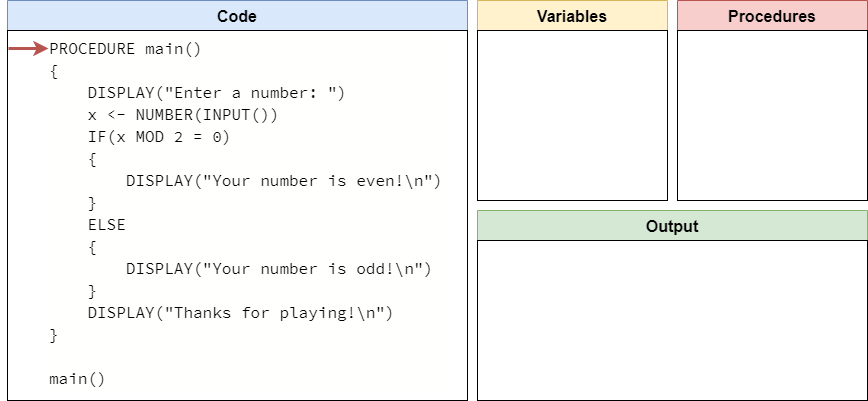 Code
PROCEDURE main()
{
    DISPLAY("Enter a number: ")
    x <- NUMBER(INPUT())
    IF(x MOD 2 = 0)
    {
        DISPLAY("Your number is even!\n")
    }
    ELSE
    {
        DISPLAY("Your number is odd!\n")
    }
    DISPLAY("Thanks for playing!\n")
}
main()
Variables
Procedures
Output